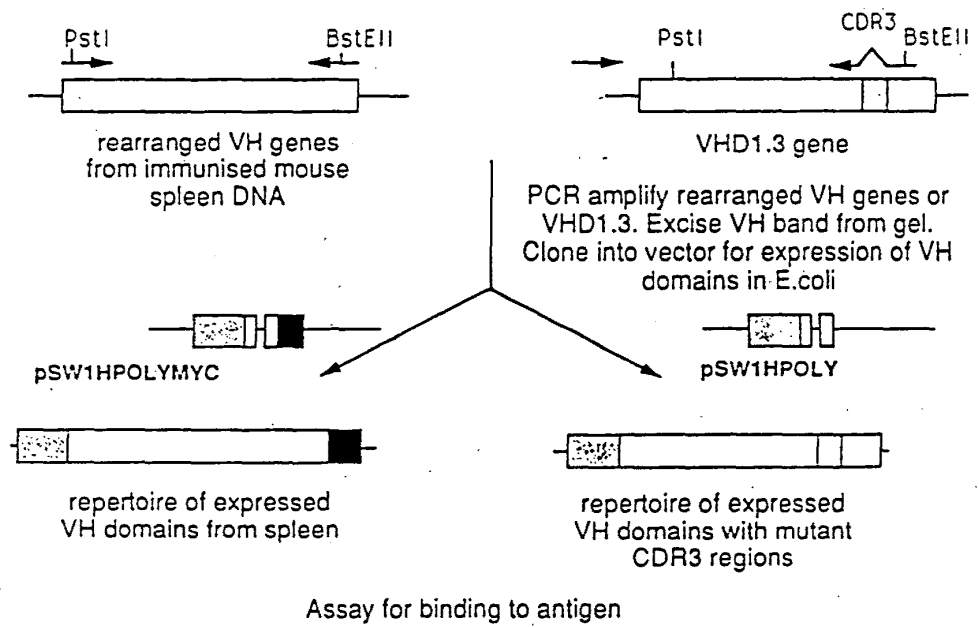 PstI
BstEII
rearranged VH genes
from immunised mouse
spleen DNA
PstI
CDR3
BstEII
VHD1.3 gene
PCR amplify rearranged VH genes or
VHD1.3. Excise VH band from gel.
Clone into vector for expression of VH
domains in E.coli
pSW1HPOLYMYC
pSW1HPOLY
repertoire of expressed
VH domains from spleen
repertoire of expressed
VH domains with mutant
CDR3 regions
Assay for binding to antigen